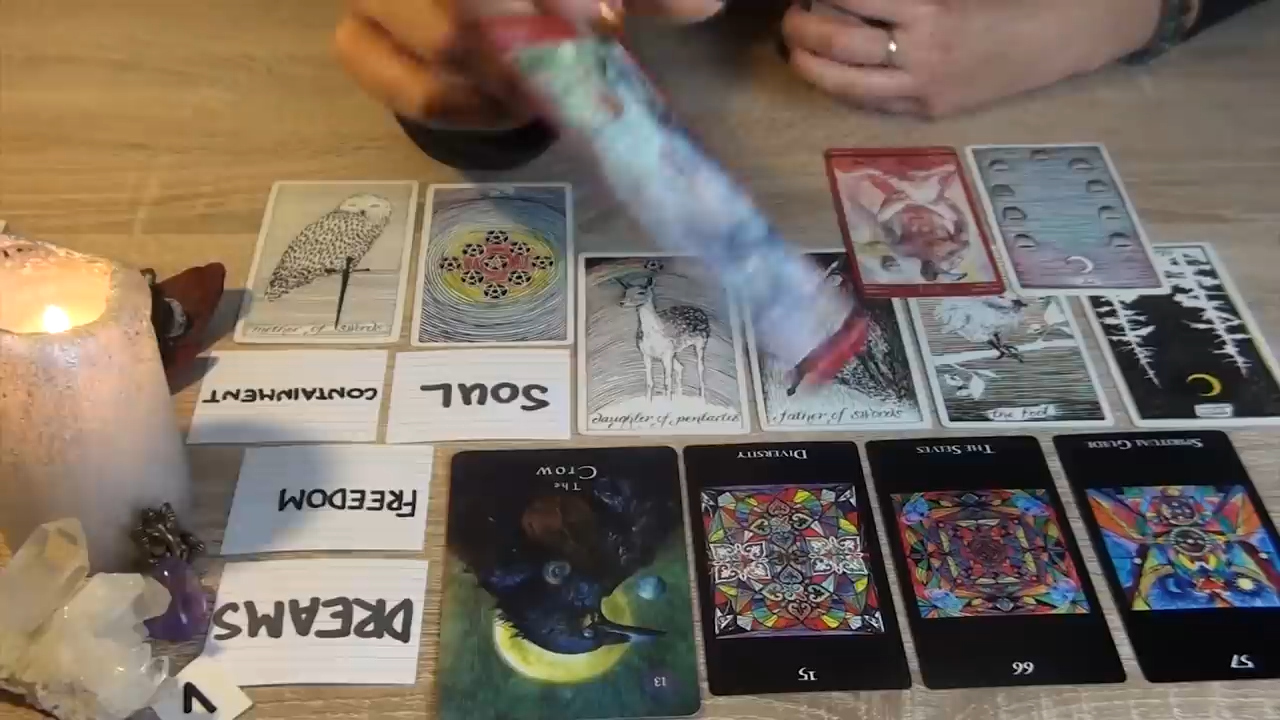 mother of swords
daughter of pentacles
father of swords
the fool
CONTAINMENT
SOUL
FREEDOM
DREAMS
The
Crow
13
DIVERSITY
15
THE SELVES
66
SPIRITUAL GUIDE
57
V